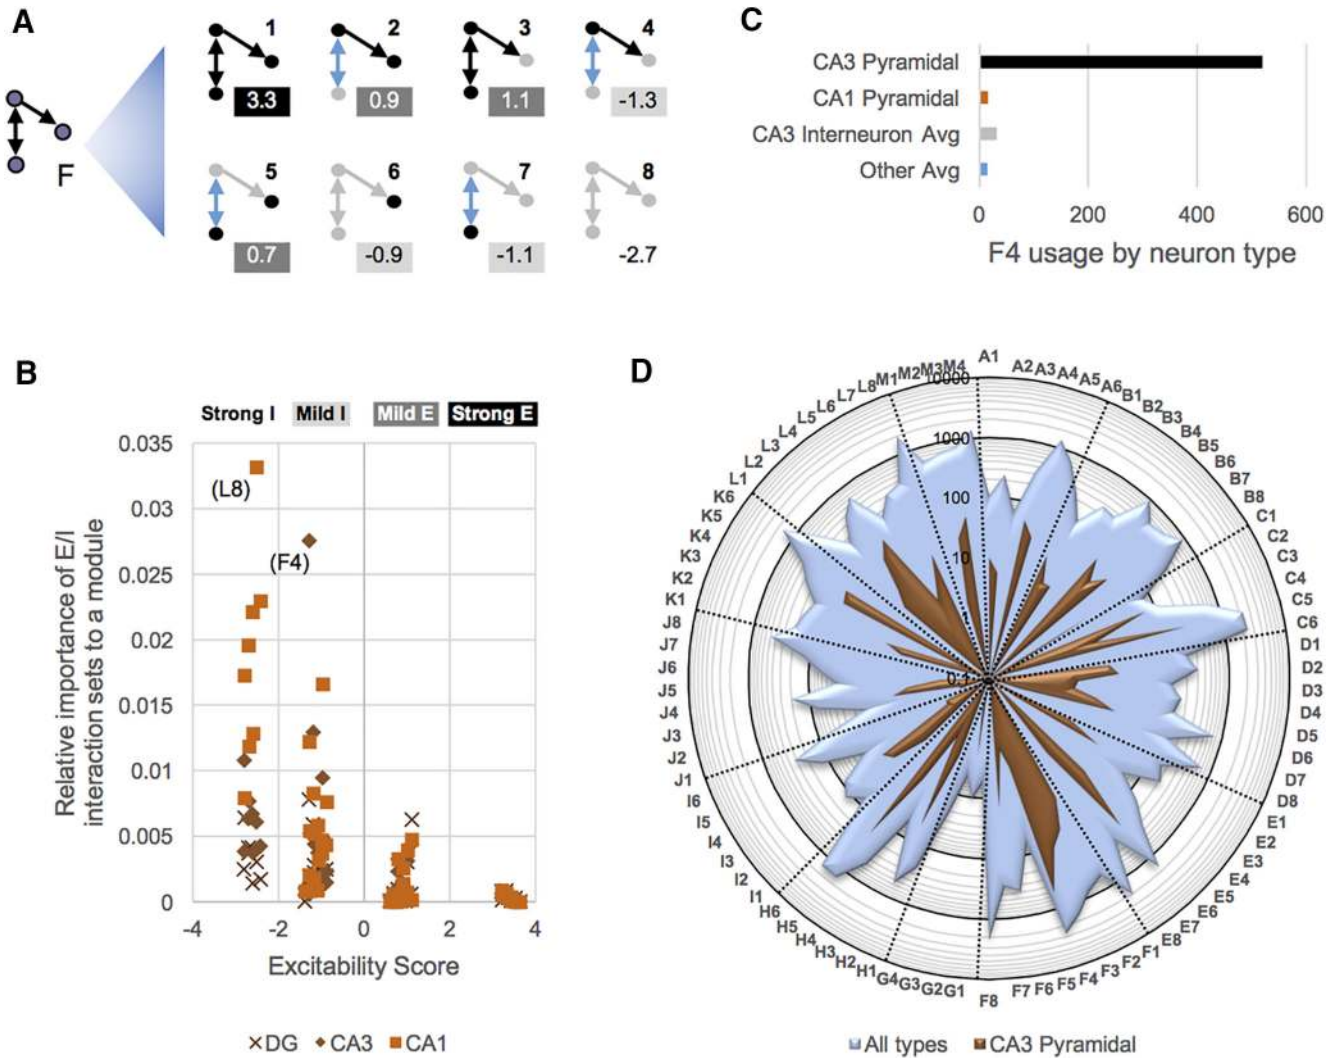 A
1
2
3
4
3.3
0.9
1.1
-1.3
F
5
6
7
8
0.7
-0.9
-1.1
-2.7
C
CA3 Pyramidal
CA1 Pyramidal
CA3 Interneuron Avg
Other Avg
0
200
400
600
F4 usage by neuron type
B
Strong I
Mild I
Mild E
Strong E
0.035
0.03
0.025
0.02
0.015
0.01
0.005
0
(L8)
(F4)
Relative importance of E/I
interaction sets to a module
-4
-2
0
2
4
Excitability Score
DG
CA3
CA1
D
10000
1000
100
10
1
0.1
A1
A2
A3
A4
A5
A6
B1
B2
B3
B4
B5
B6
B7
B8
C1
C2
C3
C4
C5
C6
D1
D2
D3
D4
D5
D6
D7
D8
E1
E2
E3
E4
E5
E6
E7
E8
F1
F2
F3
F4
F5
F6
F7
F8
G1
G2
G3
G4
H1
H2
H3
H4
H5
H6
I1
I2
I3
I4
I5
I6
J1
J2
J3
J4
J5
J6
J7
J8
K1
K2
K3
K4
K5
K6
L1
L2
L3
L4
L5
L6
L7
L8
M1
M2
M3
M4
All types
CA3 Pyramidal